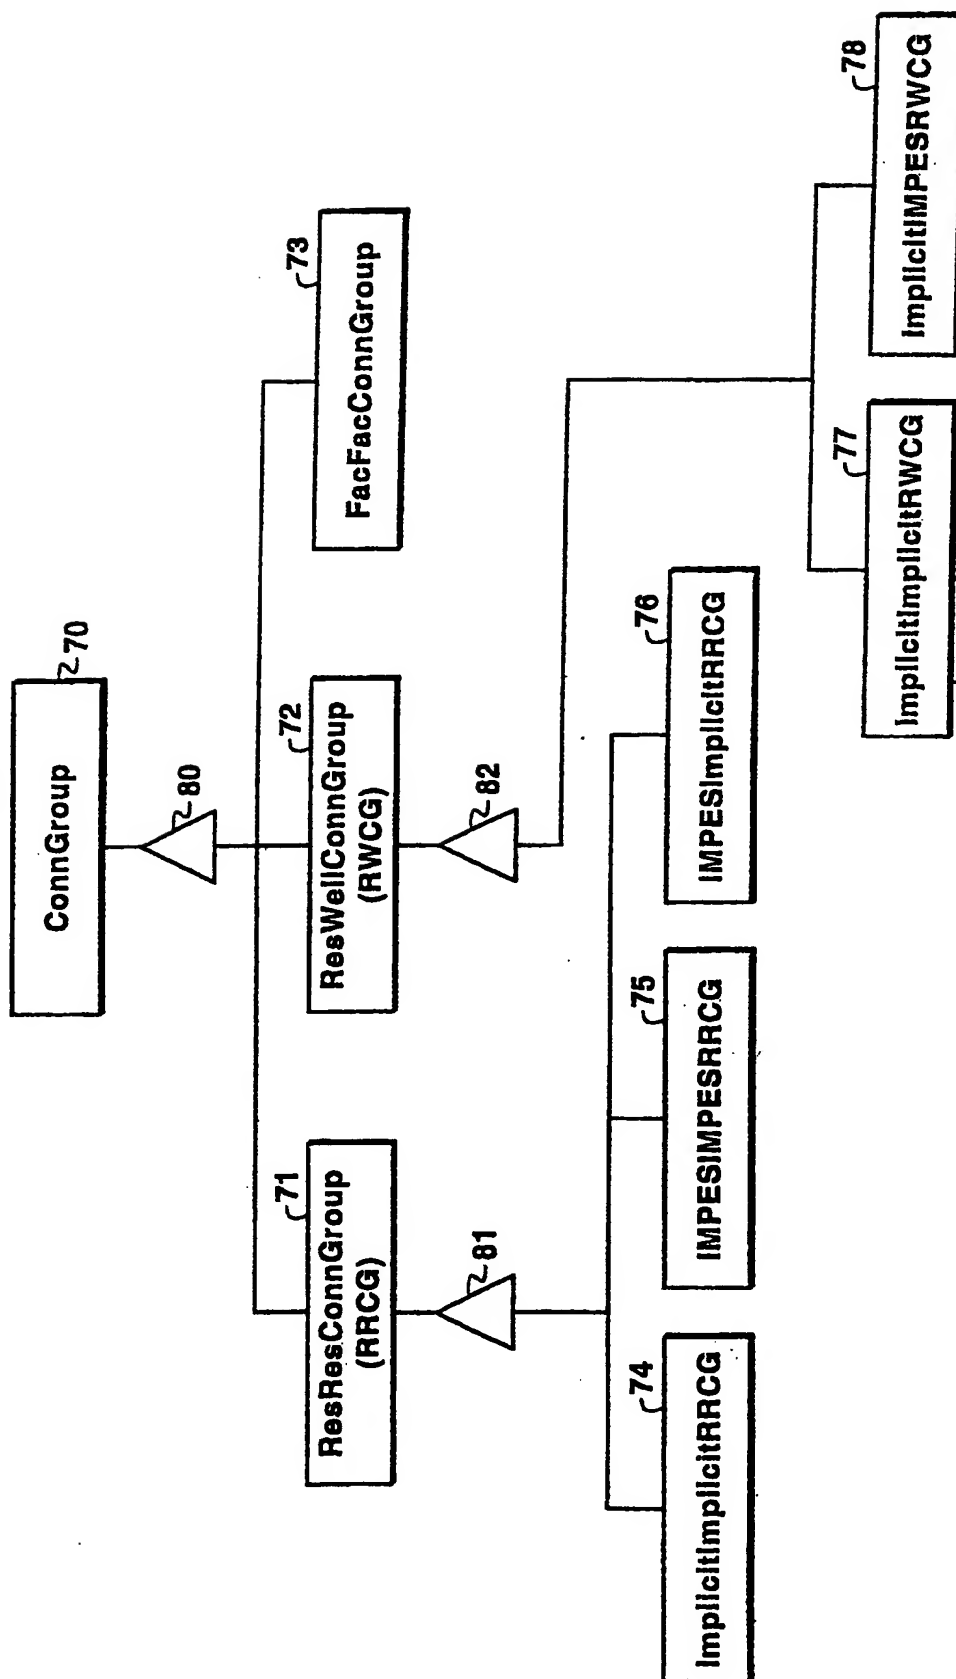 ConnGroup
70
80
ResResConnGroup
(RRCG)
71
ResWellConnGroup
(RWCG)
72
FacFacConnGroup
73
81
82
ImplicitImplicitRRCG
74
IMPESIMPESRRCG
75
IMPESImplicitRRCG
76
ImplicitImplicitRWCG
77
ImplicitIMPESRWCG
78